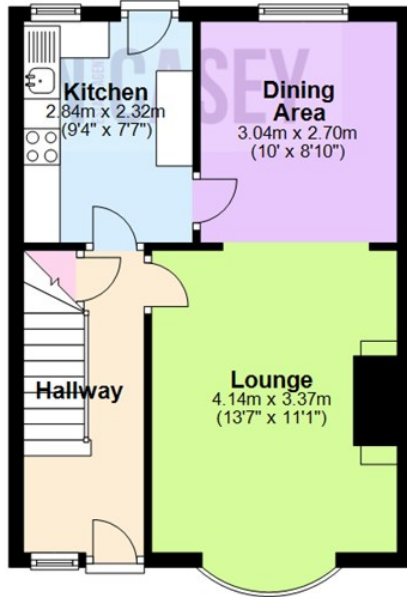 CASEY
Kitchen
2.84m x 2.32m
(9'4" x 7'7")
Dining
Area
3.04m x 2.70m
(10' x 8'10")
Hallway
Lounge
4.14m x 3.37m
(13'7" x 11'1")